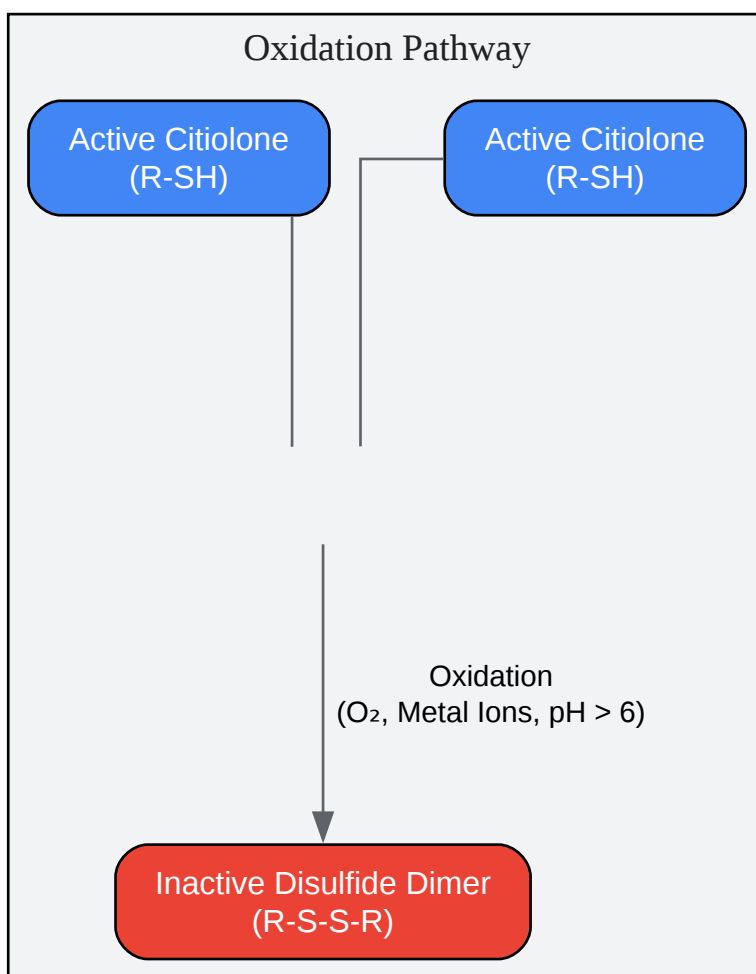 Oxidation Pathway
Active Citiolone
(R-SH)
Active Citiolone
(R-SH)
Oxidation
(O₂, Metal Ions, pH > 6)
Inactive Disulfide Dimer
(R-S-S-R)